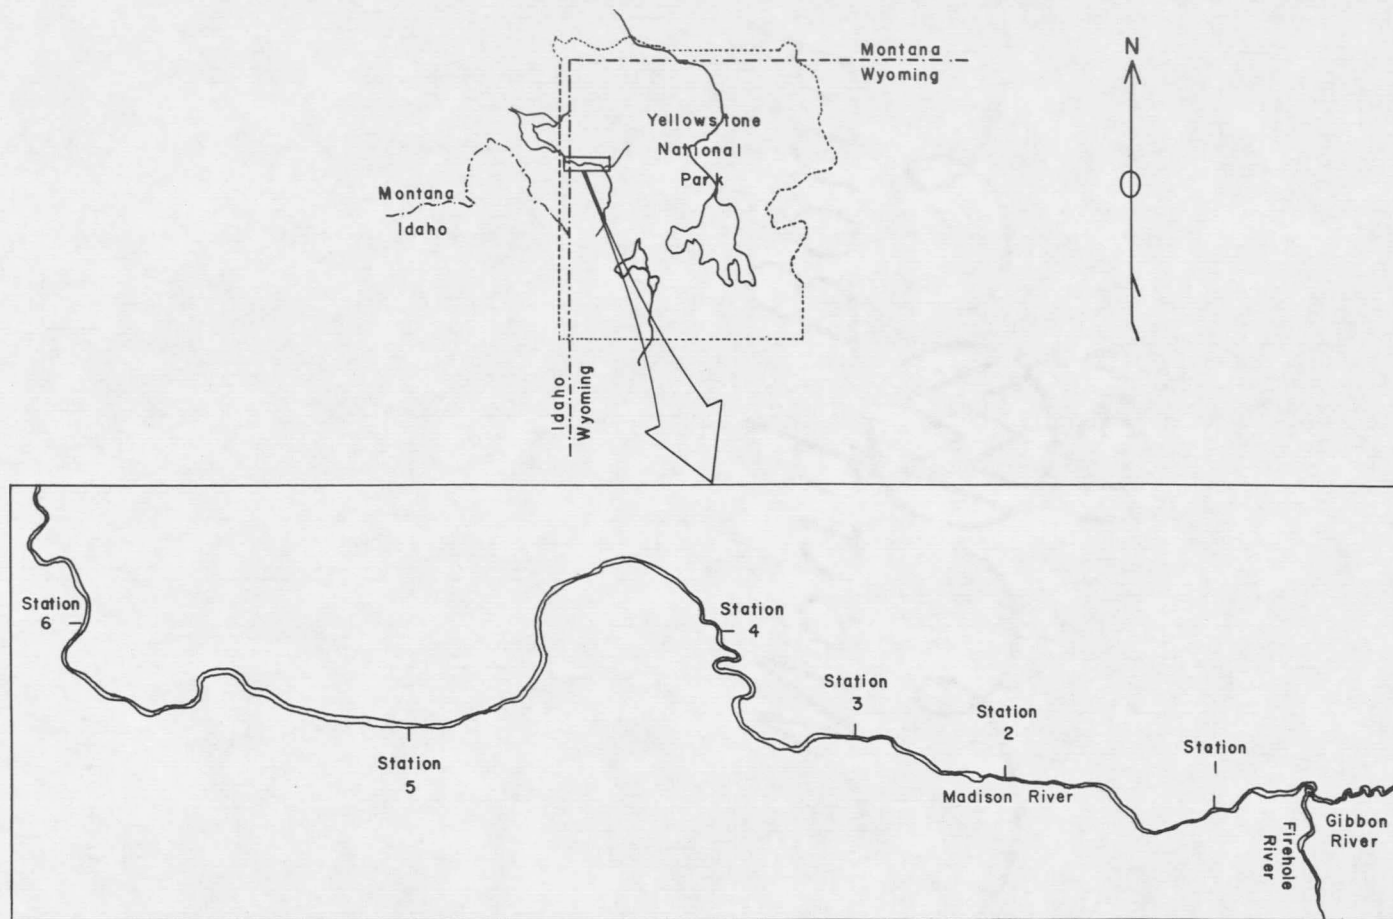 N
Montana
Wyoming
Yellowstone
National
Park
Montana
Idaho
Idaho
Wyoming
Station
6
Station
5
Station
4
Station
3
Station
2
Madison River
Station
I
Firehole
River
Gibbon
River